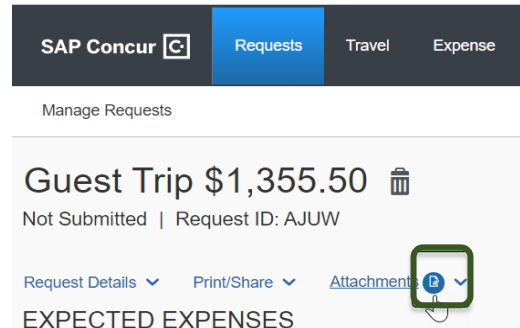 SAP Concur C Requests Travel Expense
Manage Requests
Guest Trip $1,355.50
Not Submitted | Request ID: AJUW
Request Details Print/Share Attachments
EXPECTED EXPENSES